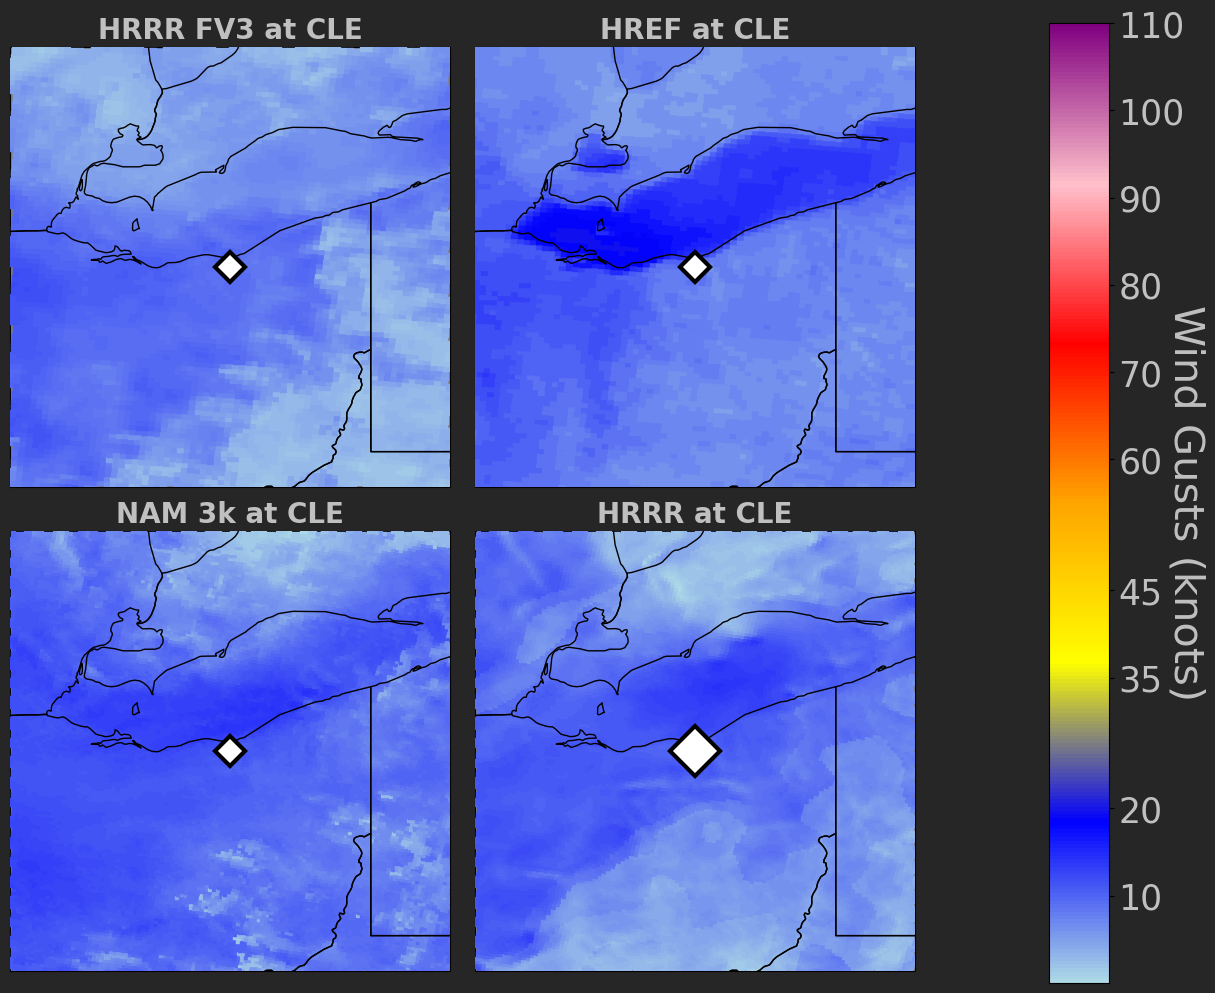 HRRR FV3 at CLE
HREF at CLE
NAM 3k at CLE
HRRR at CLE
110
100
90
80
70
60
45
35
20
10
Wind Gusts (knots)